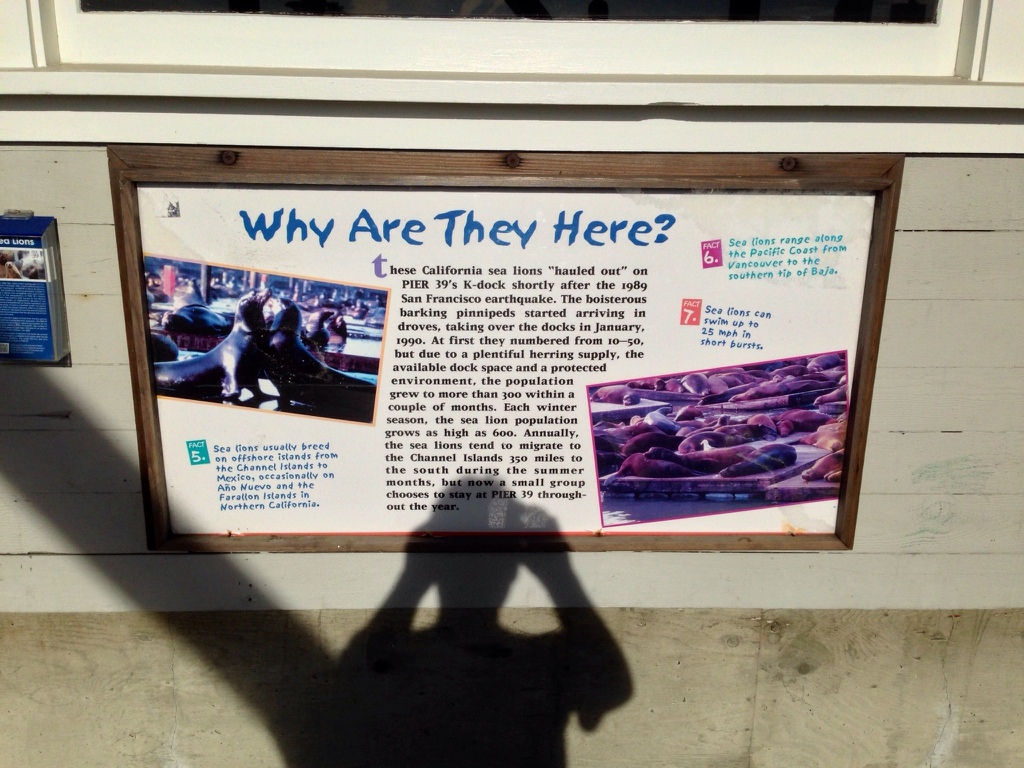 Why Are They Here?
these California sea lions "hauled out" on
PIER 39's K-dock shortly after the 1989
San Francisco earthquake. The boisterous
barking pinnipeds started arriving in
droves, taking over the docks in January,
1990. At first they numbered from 10–50,
but due to a plentiful herring supply, the
available dock space and a protected
environment, the population
grew to more than 300 within a
couple of months. Each winter
season, the sea lion population
grows as high as 600. Annually,
the sea lions tend to migrate to
the Channel Islands 350 miles to
the south during the summer
months, but now a small group
chooses to stay at PIER 39 through-
out the year.
FACT
5.
Sea lions usually breed
on offshore islands from
the Channel Islands to
Mexico, occasionally on
Año Nuevo and the
Farallon Islands in
Northern California.
FACT
6.
Sea lions range along
the Pacific Coast from
Vancouver to the
southern tip of Baja.
FACT
7.
Sea lions can
swim up to
25 mph in
short bursts.
LIONS